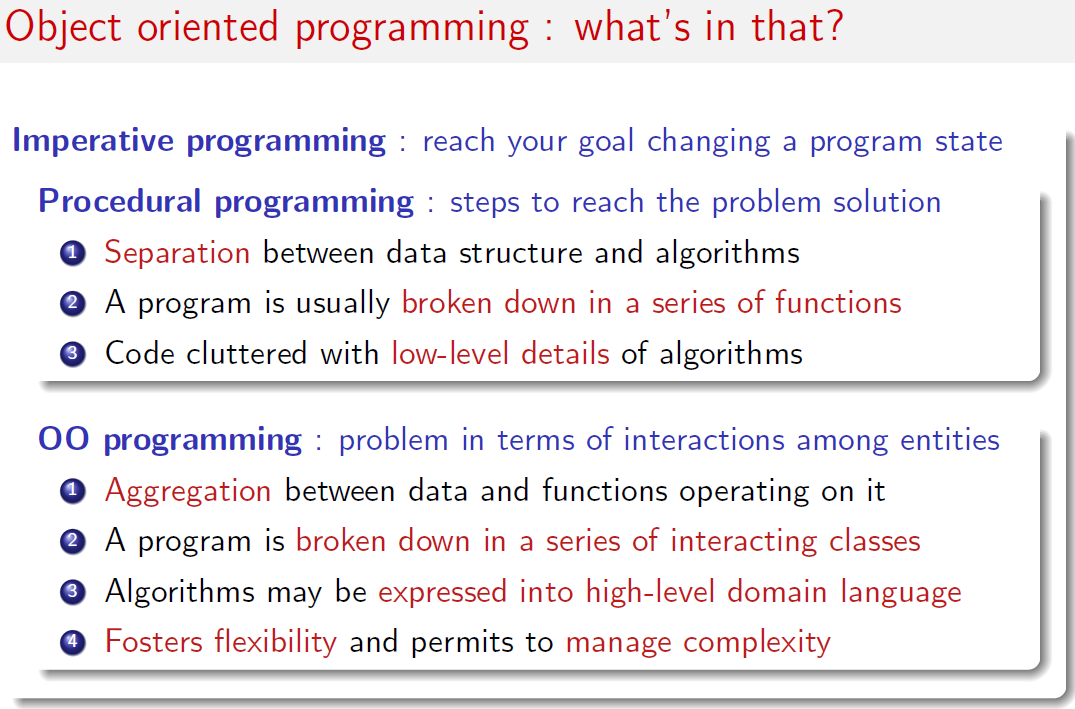 Object oriented programming : what's in that?
Imperative programming : reach your goal changing a program state
Procedural programming : steps to reach the problem solution
1 Separation between data structure and algorithms
2 A program is usually broken down in a series of functions
3 Code cluttered with low-level details of algorithms
OO programming : problem in terms of interactions among entities
1 Aggregation between data and functions operating on it
2 A program is broken down in a series of interacting classes
3 Algorithms may be expressed into high-level domain language
4 Fosters flexibility and permits to manage complexity